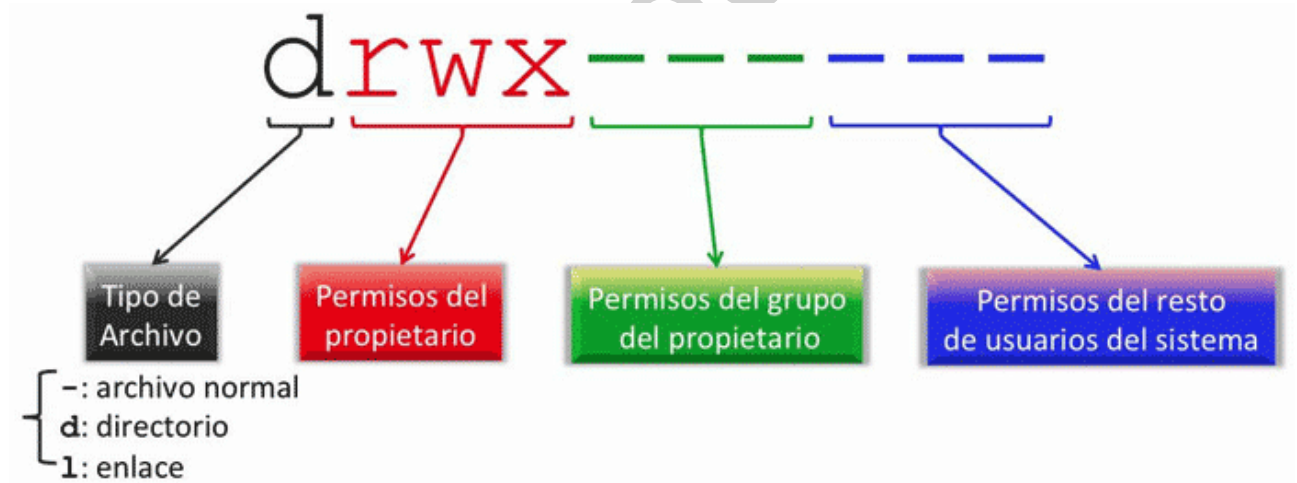 drwx------
Tipo de
Archivo
Permisos del
propietario
Permisos del grupo
del propietario
Permisos del resto
de usuarios del sistema
-: archivo normal
d: directorio
l: enlace